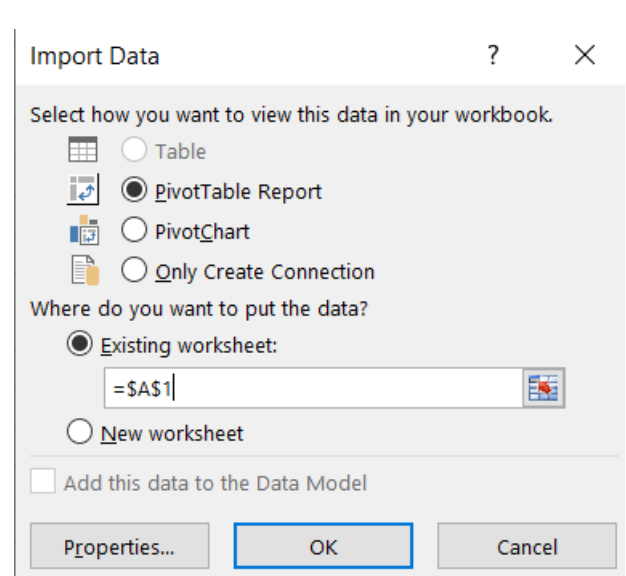 Import Data ? ×
Select how you want to view this data in your workbook.
Table
PivotTable Report
PivotChart
Only Create Connection
Where do you want to put the data?
Existing worksheet:
=$A$1
New worksheet
Add this data to the Data Model
Properties... OK Cancel